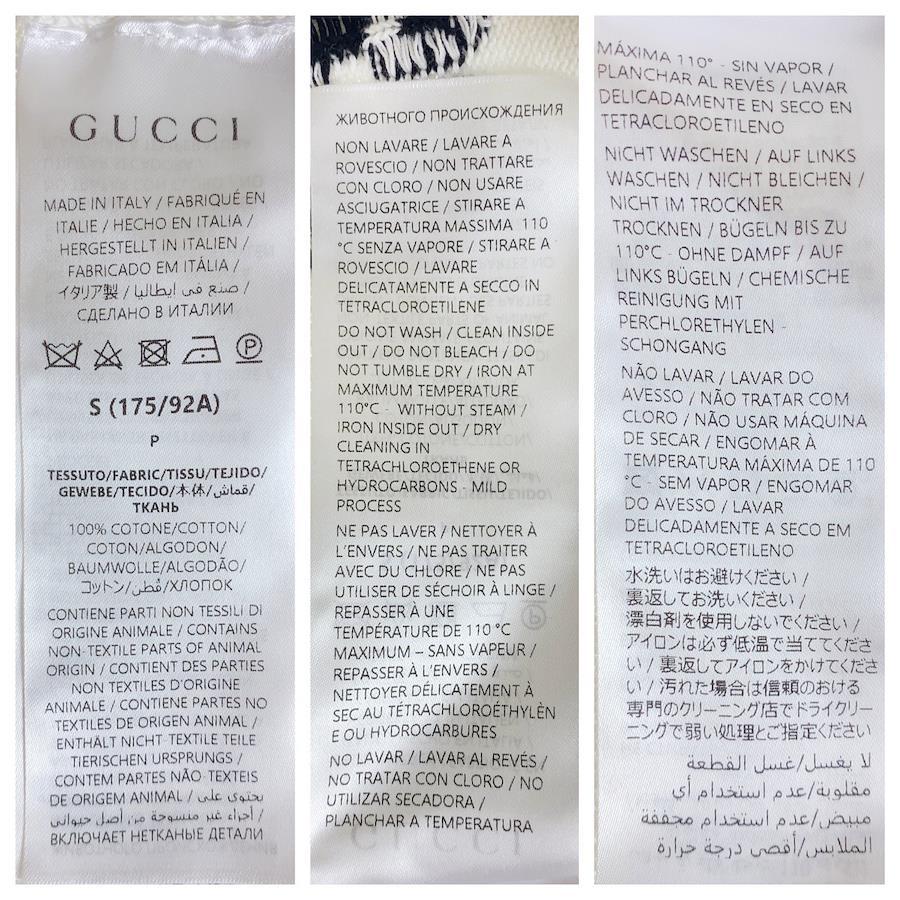 GUCCI
MADE IN ITALY / FABRIQUÉ EN
ITALIE / HECHO EN ITALIA /
HERGESTELLT IN ITALIEN /
FABRICADO EM ITÁLIA /
イタリア製 / صنع في ايطاليا /
СДЕЛАНО В ИТАЛИИ
P
S (175/92A)
P
TESSUTO/FABRIC/TISSU/TEJIDO/
GEWEBE/TECIDO/本体/قماش/
ТКАНЬ
100% COTONE/COTTON/
COTON/ALGODON/
BAUMWOLLE/ALGODÃO/
コットン/قطن/ХЛОПОК
CONTIENE PARTI NON TESSILI DI
ORIGINE ANIMALE / CONTAINS
NON-TEXTILE PARTS OF ANIMAL
ORIGIN / CONTIENT DES PARTIES
NON TEXTILES D'ORIGINE
ANIMALE / CONTIENE PARTES NO
TEXTILES DE ORIGEN ANIMAL /
ENTHÄLT NICHT-TEXTILE TEILE
TIERISCHEN URSPRUNGS /
CONTEM PARTES NÃO-TEXTEIS
DE ORIGEM ANIMAL / يحتوي على
أجزاء غير منسوجة من أصل حيواني /
ВКЛЮЧАЕТ НЕТКАНЫЕ ДЕТАЛИ
ЖИВОТНОГО ПРОИСХОЖДЕНИЯ
NON LAVARE / LAVARE A
ROVESCIO / NON TRATTARE
CON CLORO / NON USARE
ASCIUGATRICE / STIRARE A
TEMPERATURA MASSIMA 110
°C SENZA VAPORE / STIRARE A
ROVESCIO / LAVARE
DELICATAMENTE A SECCO IN
TETRACLOROETILENE
DO NOT WASH / CLEAN INSIDE
OUT / DO NOT BLEACH / DO
NOT TUMBLE DRY / IRON AT
MAXIMUM TEMPERATURE
110°C - WITHOUT STEAM /
IRON INSIDE OUT / DRY
CLEANING IN
TETRACHLOROETHENE OR
HYDROCARBONS - MILD
PROCESS
NE PAS LAVER / NETTOYER À
L'ENVERS / NE PAS TRAITER
AVEC DU CHLORE / NE PAS
UTILISER DE SÉCHOIR À LINGE /
REPASSER À UNE
TEMPÉRATURE DE 110 °C
MAXIMUM – SANS VAPEUR /
REPASSER À L'ENVERS /
NETTOYER DÉLICATEMENT À
SEC AU TÉTRACHLOROÉTHYLÈN
E OU HYDROCARBURES
NO LAVAR / LAVAR AL REVÉS /
NO TRATAR CON CLORO / NO
UTILIZAR SECADORA /
PLANCHAR A TEMPERATURA
MÁXIMA 110° - SIN VAPOR /
PLANCHAR AL REVÉS / LAVAR
DELICADAMENTE EN SECO EN
TETRACLOROETILENO
NICHT WASCHEN / AUF LINKS
WASCHEN / NICHT BLEICHEN /
NICHT IM TROCKNER
TROCKNEN / BÜGELN BIS ZU
110°C - OHNE DAMPF / AUF
LINKS BÜGELN / CHEMISCHE
REINIGUNG MIT
PERCHLORETHYLEN -
SCHONGANG
NÃO LAVAR / LAVAR DO
AVESSO / NÃO TRATAR COM
CLORO / NÃO USAR MÁQUINA
DE SECAR / ENGOMAR À
TEMPERATURA MÁXIMA DE 110
°C - SEM VAPOR / ENGOMAR
DO AVESSO / LAVAR
DELICADAMENTE A SECO EM
TETRACLOROETILENO
水洗いはお避けください /
裏返してお洗いください /
漂白剤を使用しないでください /
アイロンは必ず低温で当ててくださ
い / 裏返してアイロンをかけてくださ
い / 汚れた場合は信頼のおける
専門のクリーニング店でドライクリー
ニングで弱い処理とご指定ください
لا يغسل/غسل القطعة
مقلوبة/عدم استخدام أي
مبيض/عدم استخدام مجففة
الملابس/أقصى درجة حرارة